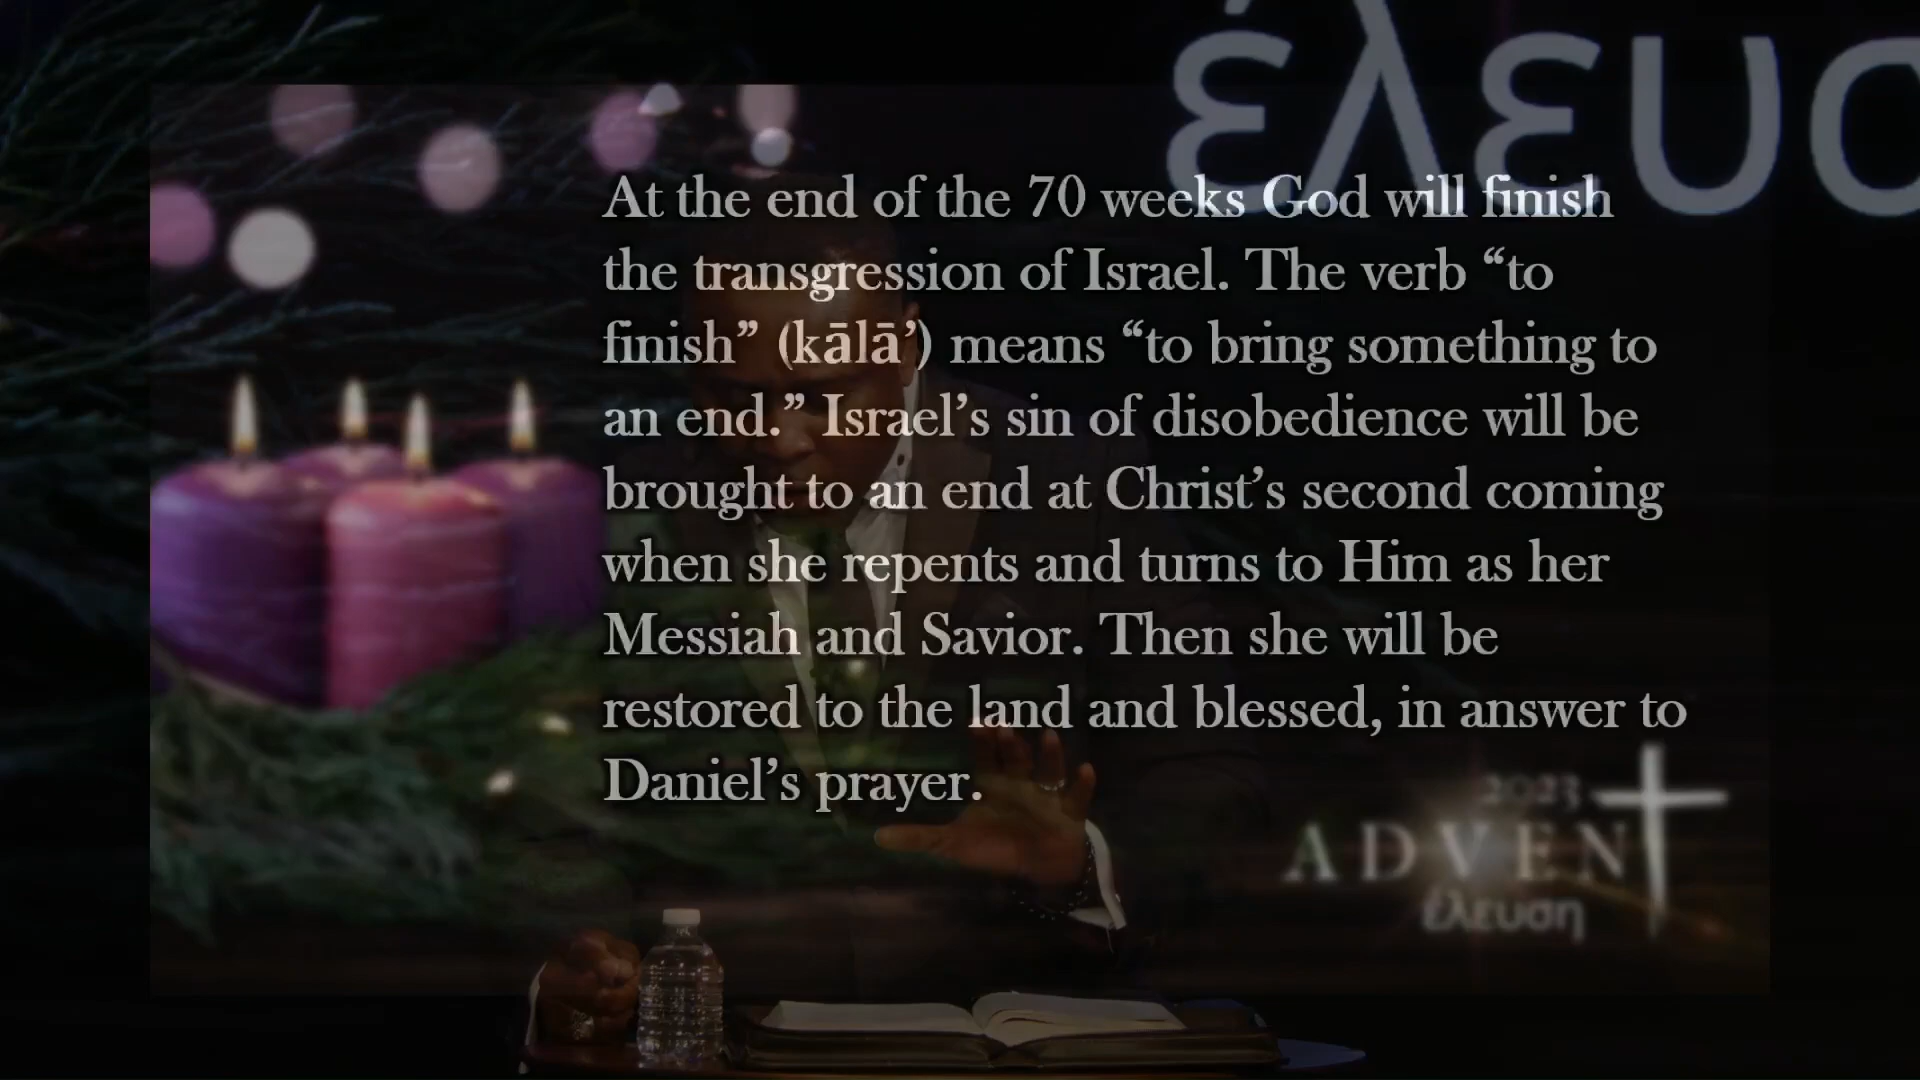 έλευσ
At the end of the 70 weeks God will finish
the transgression of Israel. The verb “to
finish” (kālā’) means “to bring something to
an end.” Israel’s sin of disobedience will be
brought to an end at Christ’s second coming
when she repents and turns to Him as her
Messiah and Savior. Then she will be
restored to the land and blessed, in answer to
Daniel’s prayer.
2023
ADVENT
έλευση